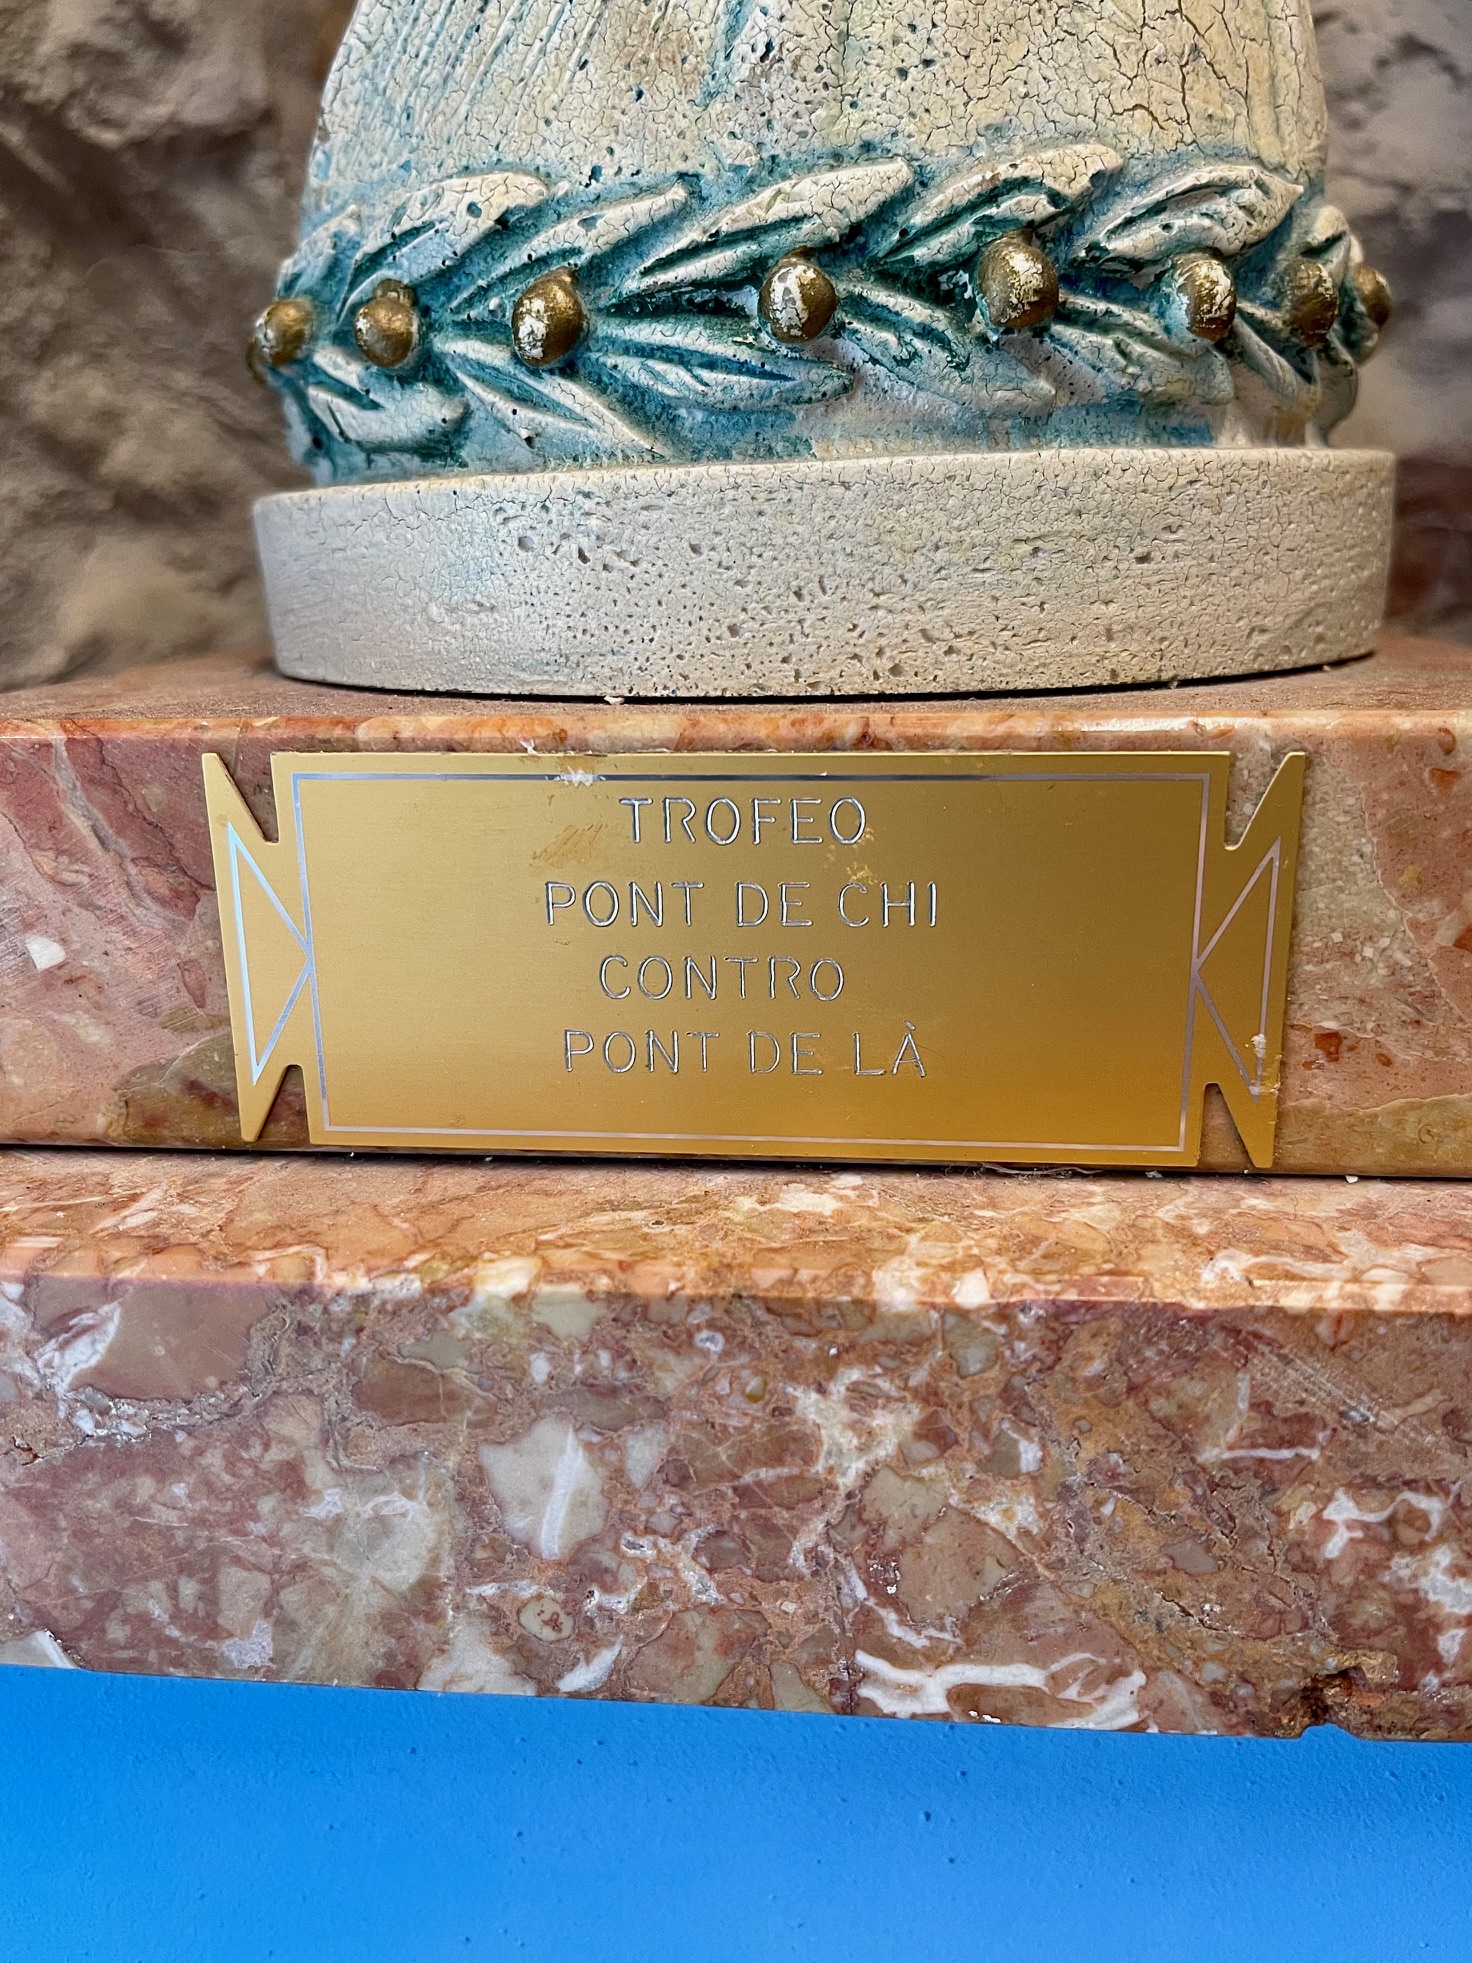 TROFEO
PONT DE CHI
CONTRO
PONT DE LÀ